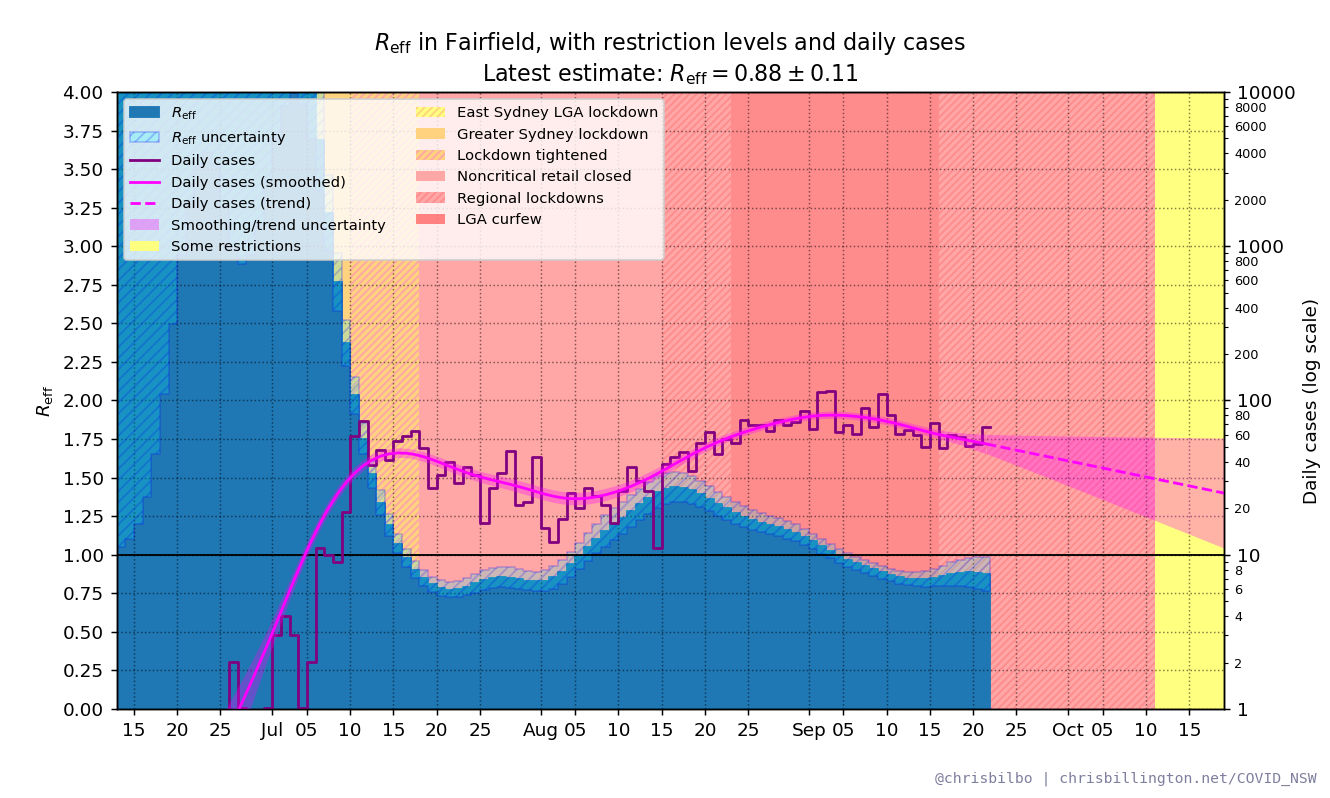 Reff in Fairfield, with restriction levels and daily cases
Latest estimate: Reff = 0.88 ± 0.11
Reff
Reff uncertainty
Daily cases
Daily cases (smoothed)
Daily cases (trend)
Smoothing/trend uncertainty
Some restrictions
East Sydney LGA lockdown
Greater Sydney lockdown
Lockdown tightened
Noncritical retail closed
Regional lockdowns
LGA curfew
4.00
3.75
3.50
3.25
3.00
2.75
2.50
2.25
2.00
1.75
1.50
1.25
1.00
0.75
0.50
0.25
0.00
Reff
10000
8000
6000
4000
2000
1000
800
600
400
200
100
80
60
40
20
10
8
6
4
2
1
Daily cases (log scale)
15 20 25 Jul 05 10 15 20 25 Aug 05 10 15 20 25 Sep 05 10 15 20 25 Oct 05 10 15
@chrisbilbo | chrisbillington.net/COVID_NSW